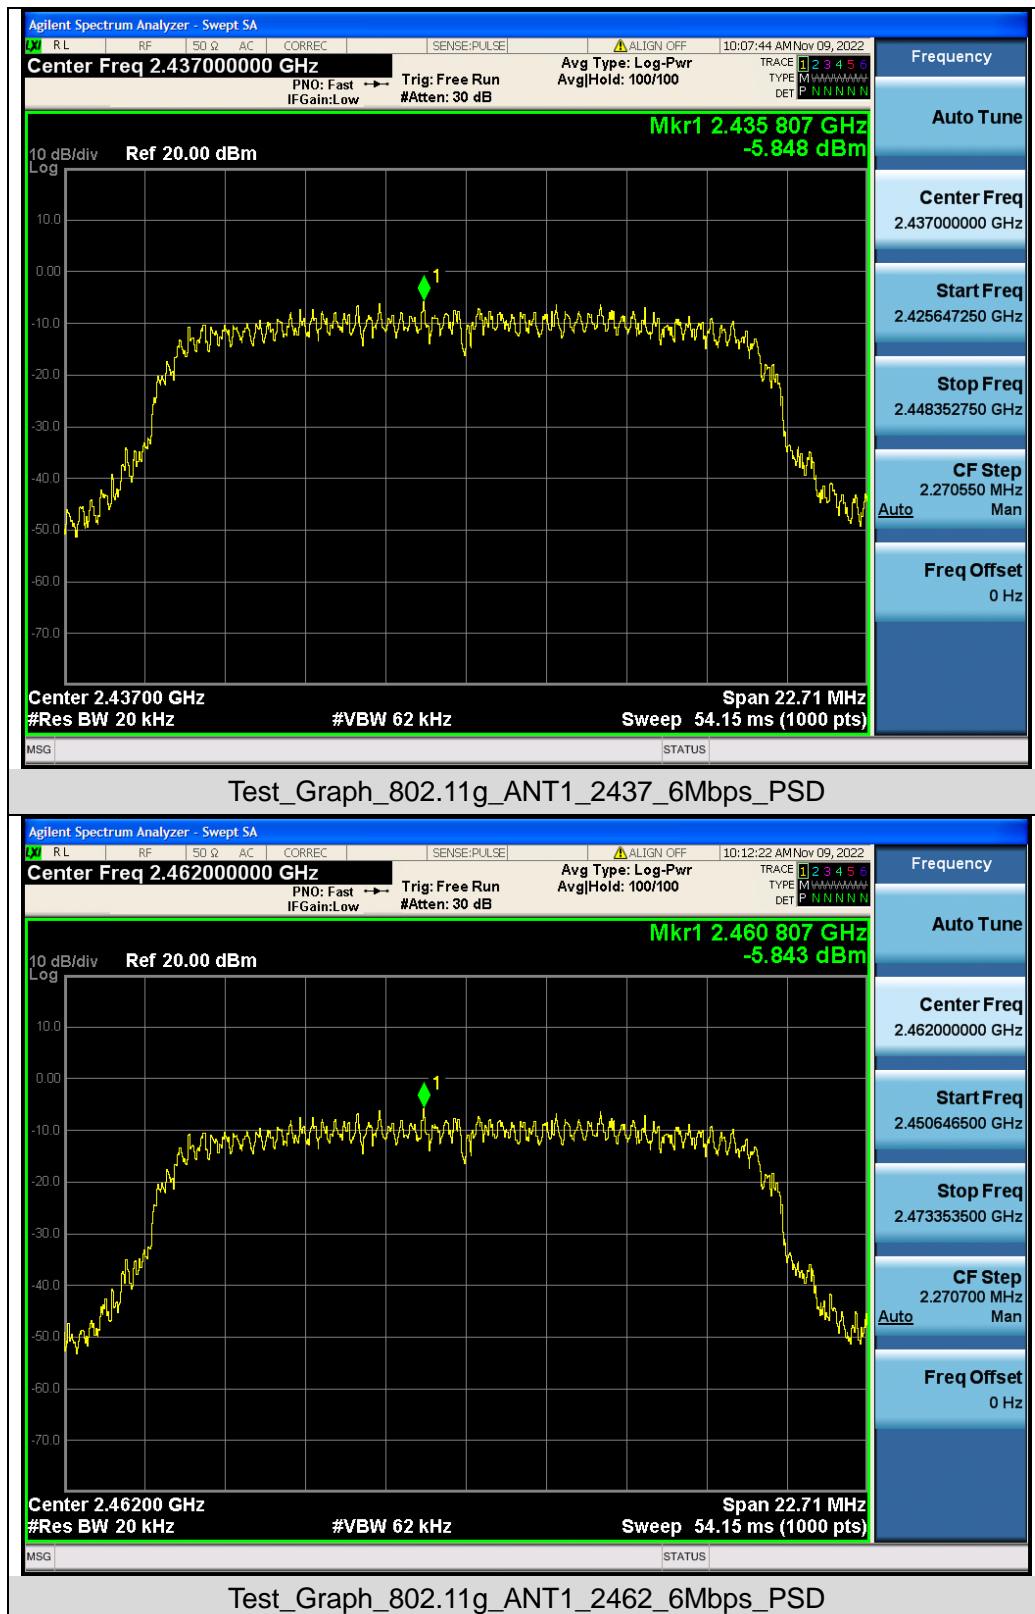 Agilent Spectrum Analyzer - Swept SA
LXI RL RF 50 Ω AC CORREC SENSE:PULSE ALIGN OFF 10:07:44 AM Nov 09, 2022
Center Freq 2.437000000 GHz
PNO: Fast
IFGain:Low
Trig: Free Run
#Atten: 30 dB
Avg Type: Log-Pwr
Avg|Hold: 100/100
TRACE 1 2 3 4 5 6
TYPE M W W W W W
DET P N N N N N
Mkr1 2.435 807 GHz
-5.848 dBm
10 dB/div Ref 20.00 dBm
Log
10.0
0.00
1
-10.0
-20.0
-30.0
-40.0
-50.0
-60.0
-70.0
Center 2.43700 GHz Span 22.71 MHz
#Res BW 20 kHz #VBW 62 kHz Sweep 54.15 ms (1000 pts)
MSG STATUS
Frequency
Auto Tune
Center Freq
2.437000000 GHz
Start Freq
2.425647250 GHz
Stop Freq
2.448352750 GHz
CF Step
2.270550 MHz
Auto Man
Freq Offset
0 Hz
Test_Graph_802.11g_ANT1_2437_6Mbps_PSD
Agilent Spectrum Analyzer - Swept SA
LXI RL RF 50 Ω AC CORREC SENSE:PULSE ALIGN OFF 10:12:22 AM Nov 09, 2022
Center Freq 2.462000000 GHz
PNO: Fast
IFGain:Low
Trig: Free Run
#Atten: 30 dB
Avg Type: Log-Pwr
Avg|Hold: 100/100
TRACE 1 2 3 4 5 6
TYPE M W W W W W
DET P N N N N N
Mkr1 2.460 807 GHz
-5.843 dBm
10 dB/div Ref 20.00 dBm
Log
10.0
0.00
1
-10.0
-20.0
-30.0
-40.0
-50.0
-60.0
-70.0
Center 2.46200 GHz Span 22.71 MHz
#Res BW 20 kHz #VBW 62 kHz Sweep 54.15 ms (1000 pts)
MSG STATUS
Frequency
Auto Tune
Center Freq
2.462000000 GHz
Start Freq
2.450646500 GHz
Stop Freq
2.473353500 GHz
CF Step
2.270700 MHz
Auto Man
Freq Offset
0 Hz
Test_Graph_802.11g_ANT1_2462_6Mbps_PSD